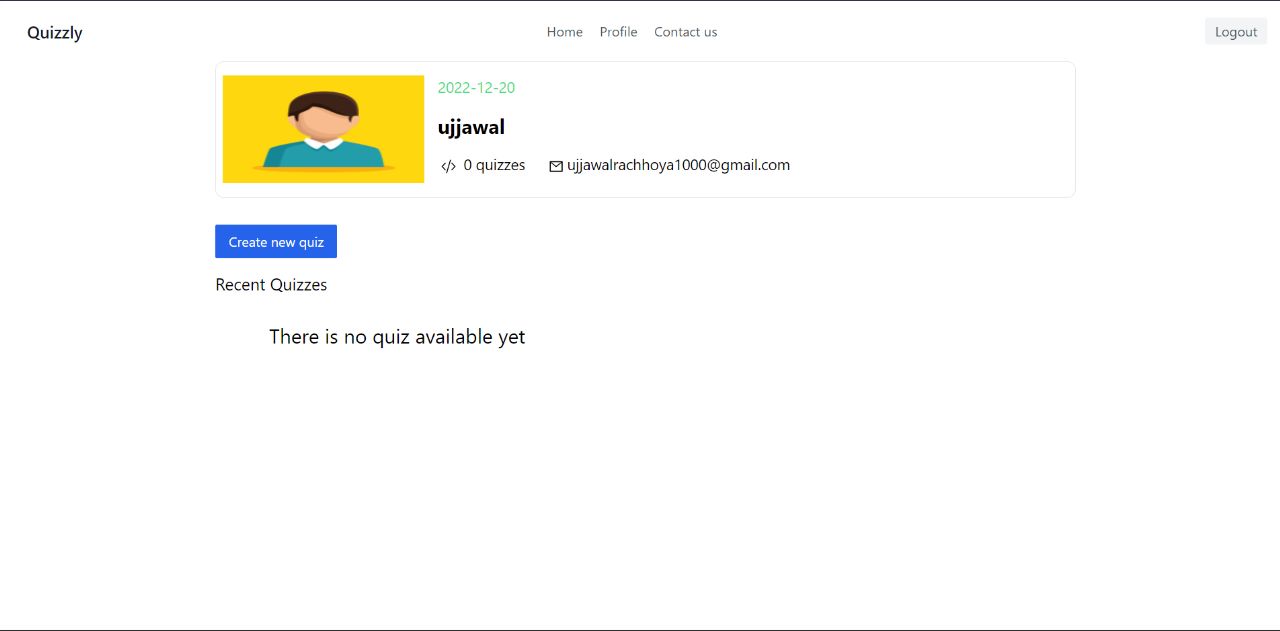 Quizzly Home Profile Contact us Logout
2022-12-20
ujjawal
</> 0 quizzes ujjawalrachhoya1000@gmail.com
Create new quiz
Recent Quizzes
There is no quiz available yet